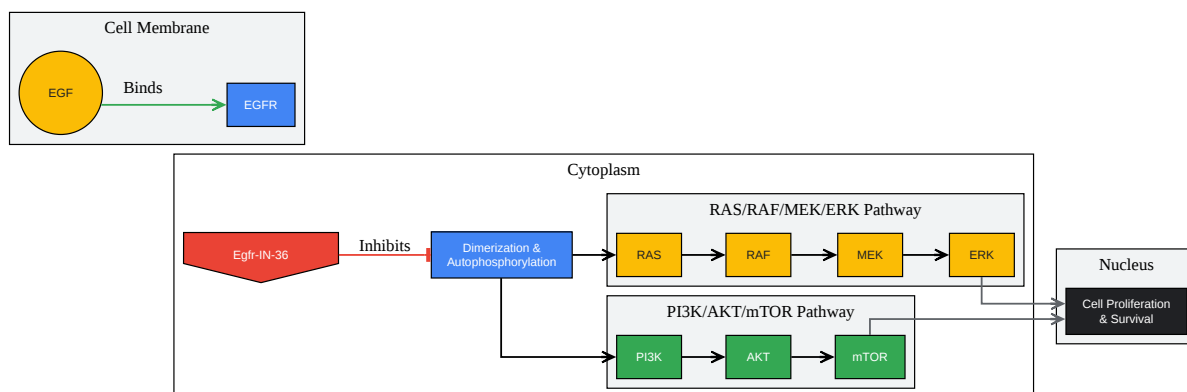 Cell Membrane
EGF
Binds
EGFR
Cytoplasm
Egfr-IN-36
Inhibits
Dimerization &
Autophosphorylation
RAS/RAF/MEK/ERK Pathway
RAS
RAF
MEK
ERK
PI3K/AKT/mTOR Pathway
PI3K
AKT
mTOR
Nucleus
Cell Proliferation
& Survival